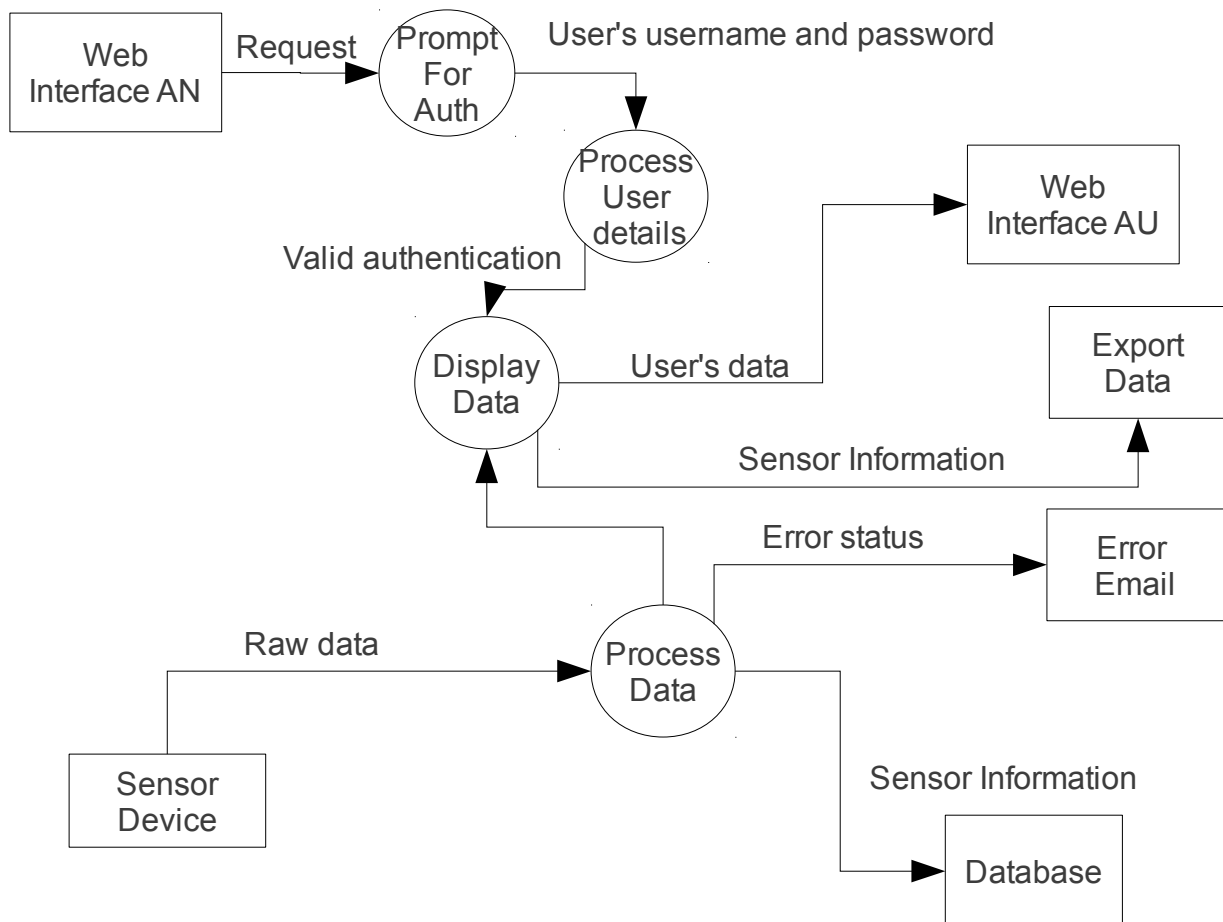 Web
Interface AN
Request
Prompt
For
Auth
User's username and password
Process
User
details
Web
Interface AU
Valid authentication
Display
Data
User's data
Export
Data
Sensor Information
Error status
Error
Email
Raw data
Process
Data
Sensor
Device
Sensor Information
Database